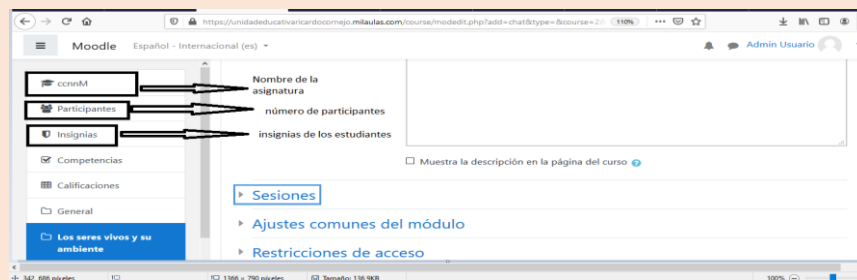 https://unidadeducativaricardocornejo.milaulas.com/course/modedit.php?add=chat&type=&course=2 110%
Moodle Español - Internacional (es) Admin Usuario
ccnnM
Participantes
Insignias
Competencias
Calificaciones
General
Los seres vivos y su
ambiente
Nombre de la
asignatura
número de participantes
insignias de los estudiantes
Muestra la descripción en la página del curso
Sesiones
Ajustes comunes del módulo
Restricciones de acceso
342, 686 píxeles 1366 × 790 píxeles Tamaño: 136.9KB 100%